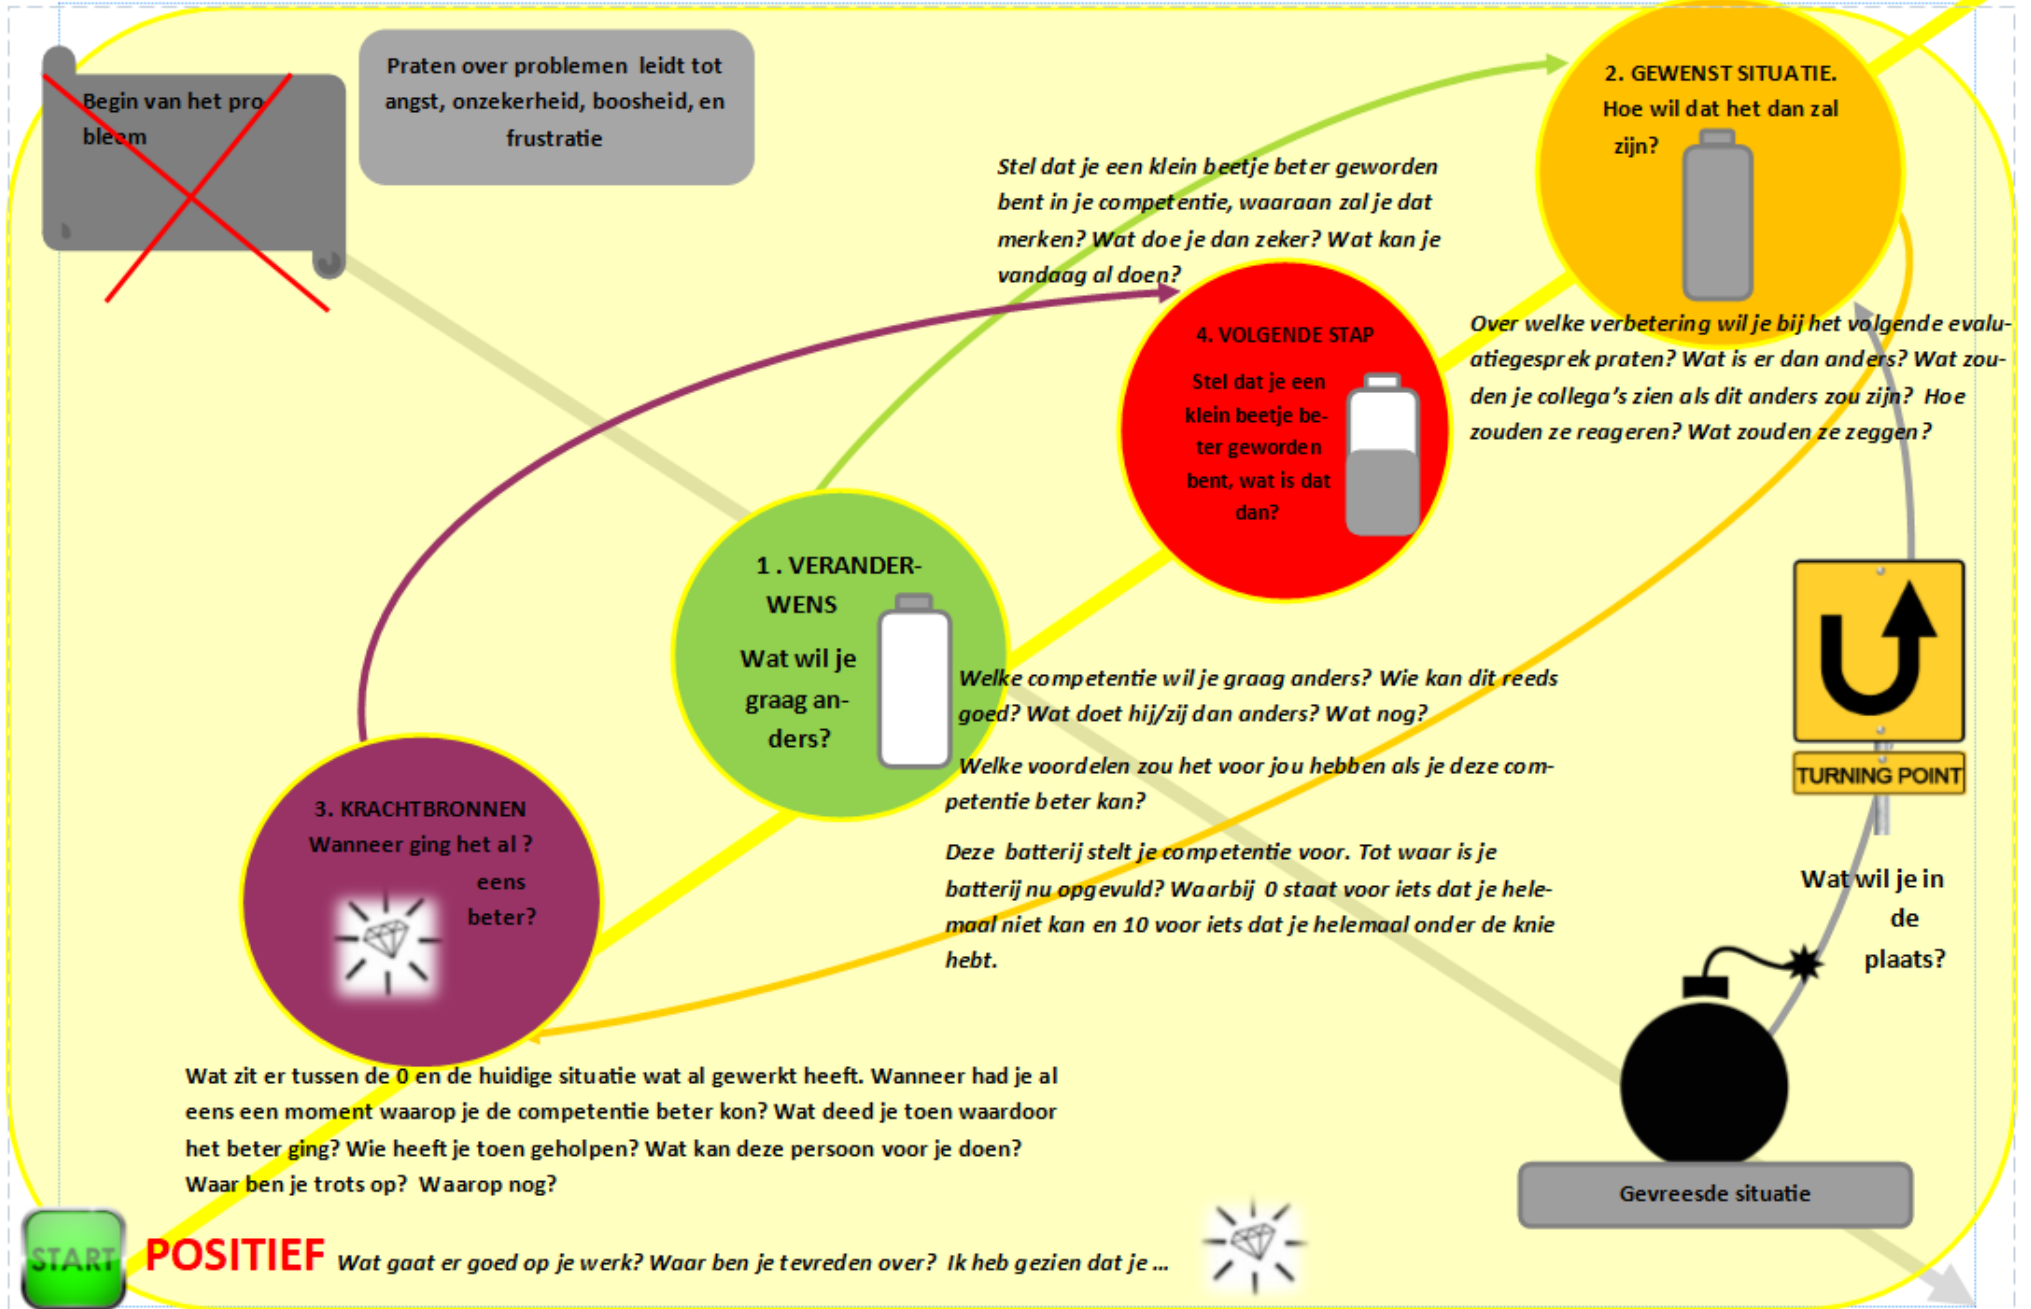 Begin van het pro-
bleem
Praten over problemen leidt tot
angst, onzekerheid, boosheid, en
frustratie
2. GEWENST SITUATIE.
Hoe wil dat het dan zal
zijn?
Stel dat je een klein beetje beter geworden
bent in je competentie, waaraan zal je dat
merken? Wat doe je dan zeker? Wat kan je
vandaag al doen?
4. VOLGENDE STAP
Stel dat je een
klein beetje be-
ter geworden
bent, wat is dat
dan?
Over welke verbetering wil je bij het volgende evalu-
atiegesprek praten? Wat is er dan anders? Wat zou-
den je collega's zien als dit anders zou zijn? Hoe
zouden ze reageren? Wat zouden ze zeggen?
1 . VERANDER-
WENS
Wat wil je
graag an-
ders?
Welke competentie wil je graag anders? Wie kan dit reeds
goed? Wat doet hij/zij dan anders? Wat nog?
Welke voordelen zou het voor jou hebben als je deze com-
petentie beter kan?
Deze batterij stelt je competentie voor. Tot waar is je
batterij nu opgevuld? Waarbij 0 staat voor iets dat je hele-
maal niet kan en 10 voor iets dat je helemaal onder de knie
hebt.
TURNING POINT
Wat wil je in
de
plaats?
3. KRACHTBRONNEN
Wanneer ging het al ?
eens
beter?
Wat zit er tussen de 0 en de huidige situatie wat al gewerkt heeft. Wanneer had je al
eens een moment waarop je de competentie beter kon? Wat deed je toen waardoor
het beter ging? Wie heeft je toen geholpen? Wat kan deze persoon voor je doen?
Waar ben je trots op? Waarop nog?
Gevreesde situatie
START
POSITIEF Wat gaat er goed op je werk? Waar ben je tevreden over? Ik heb gezien dat je ...